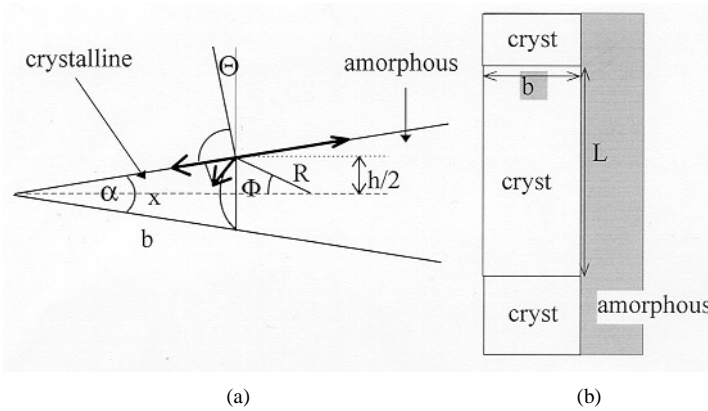 crystalline
Θ
amorphous
α
x
Φ
R
h/2
b
cryst
b
L
cryst
cryst
amorphous
(a)
(b)